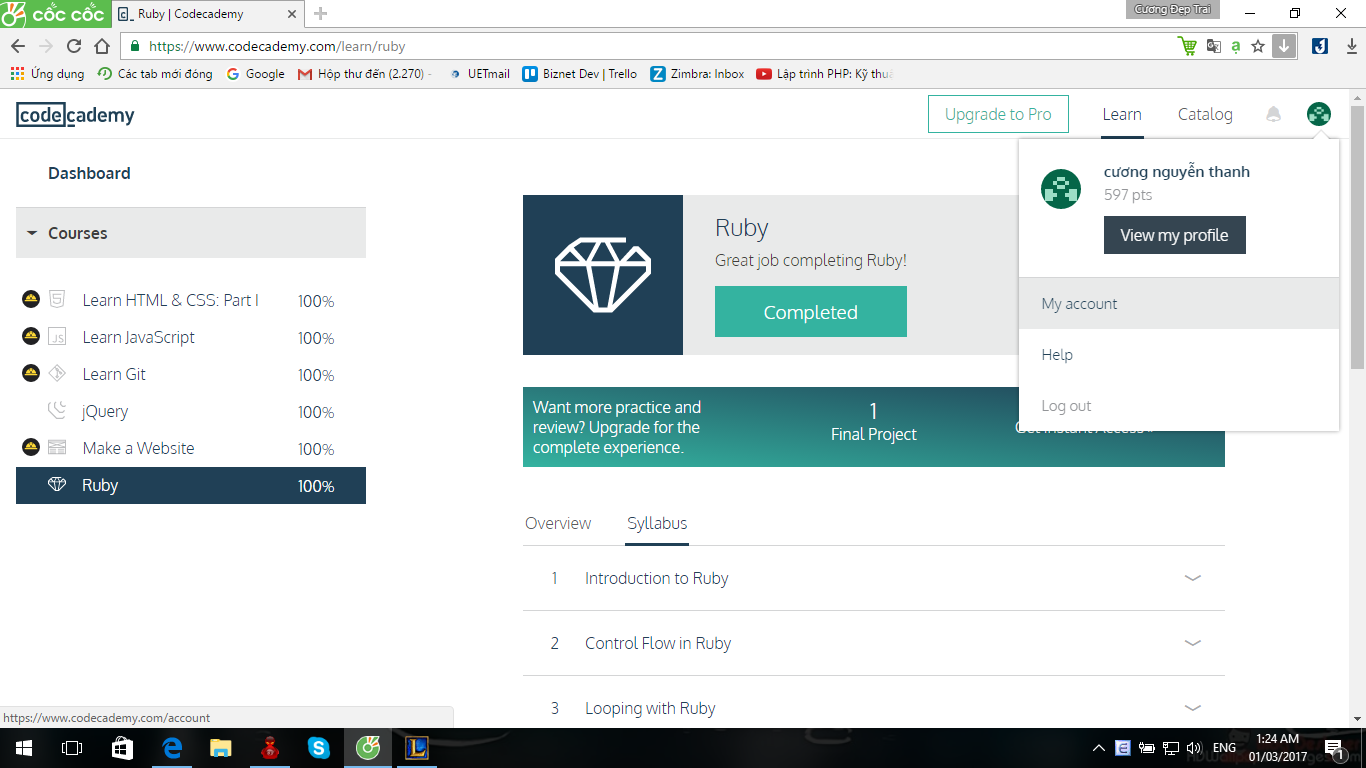 cốc cốc
Ruby | Codecademy
Cương Đẹp Trai
https://www.codecademy.com/learn/ruby
Ứng dụng Các tab mới đóng Google Hộp thư đến (2.270) - UETmail Biznet Dev | Trello Zimbra: Inbox Lập trình PHP: Kỹ thuậ
codecademy
Upgrade to Pro Learn Catalog
cương nguyễn thanh
597 pts
View my profile
My account
Help
Log out
Dashboard
Courses
Learn HTML & CSS: Part I 100%
JS Learn JavaScript 100%
Learn Git 100%
jQuery 100%
Make a Website 100%
Ruby 100%
Ruby
Great job completing Ruby!
Completed
Want more practice and
review? Upgrade for the
complete experience.
1
Final Project
Get Instant Access
Overview Syllabus
1 Introduction to Ruby
2 Control Flow in Ruby
3 Looping with Ruby
https://www.codecademy.com/account
ENG
1:24 AM
01/03/2017
1